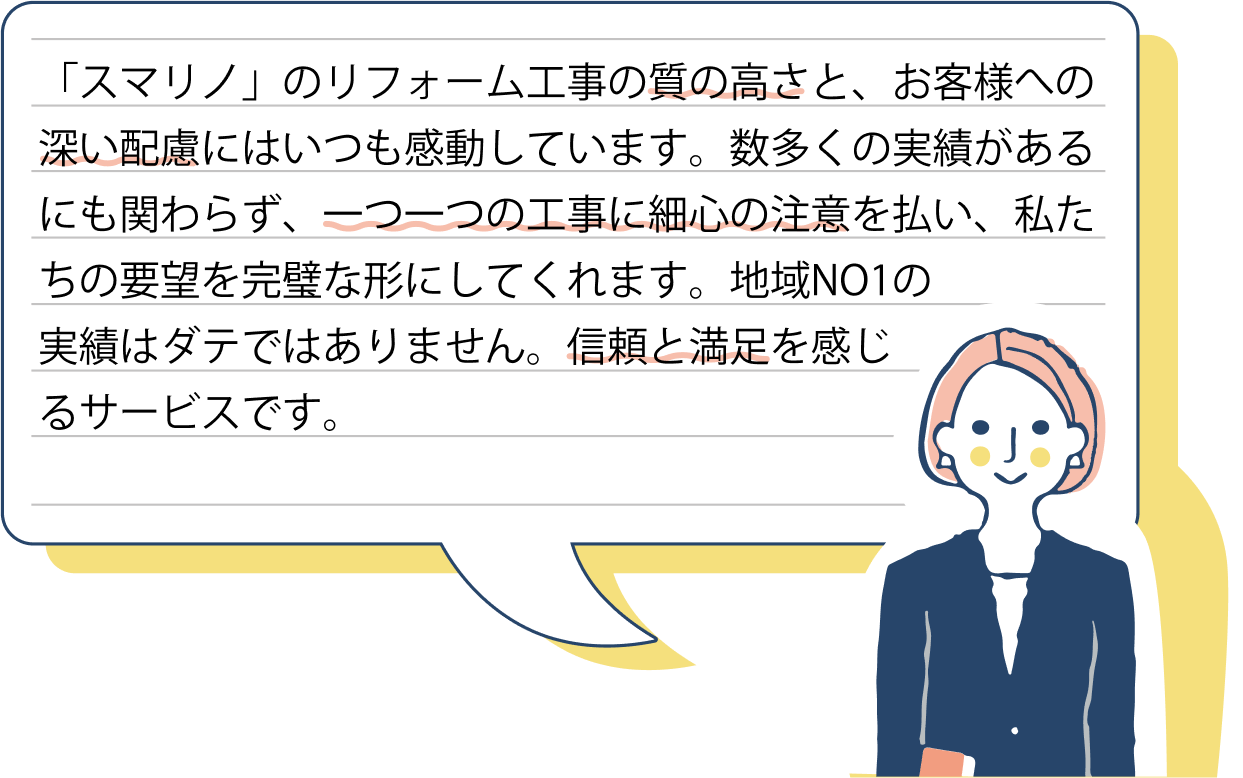 「スマリノ」のリフォーム工事の質の高さと、お客様への
深い配慮にはいつも感動しています。数多くの実績がある
にも関わらず、一つ一つの工事に細心の注意を払い、私た
ちの要望を完璧な形にしてくれます。地域NO1の
実績はダテではありません。信頼と満足を感じ
るサービスです。